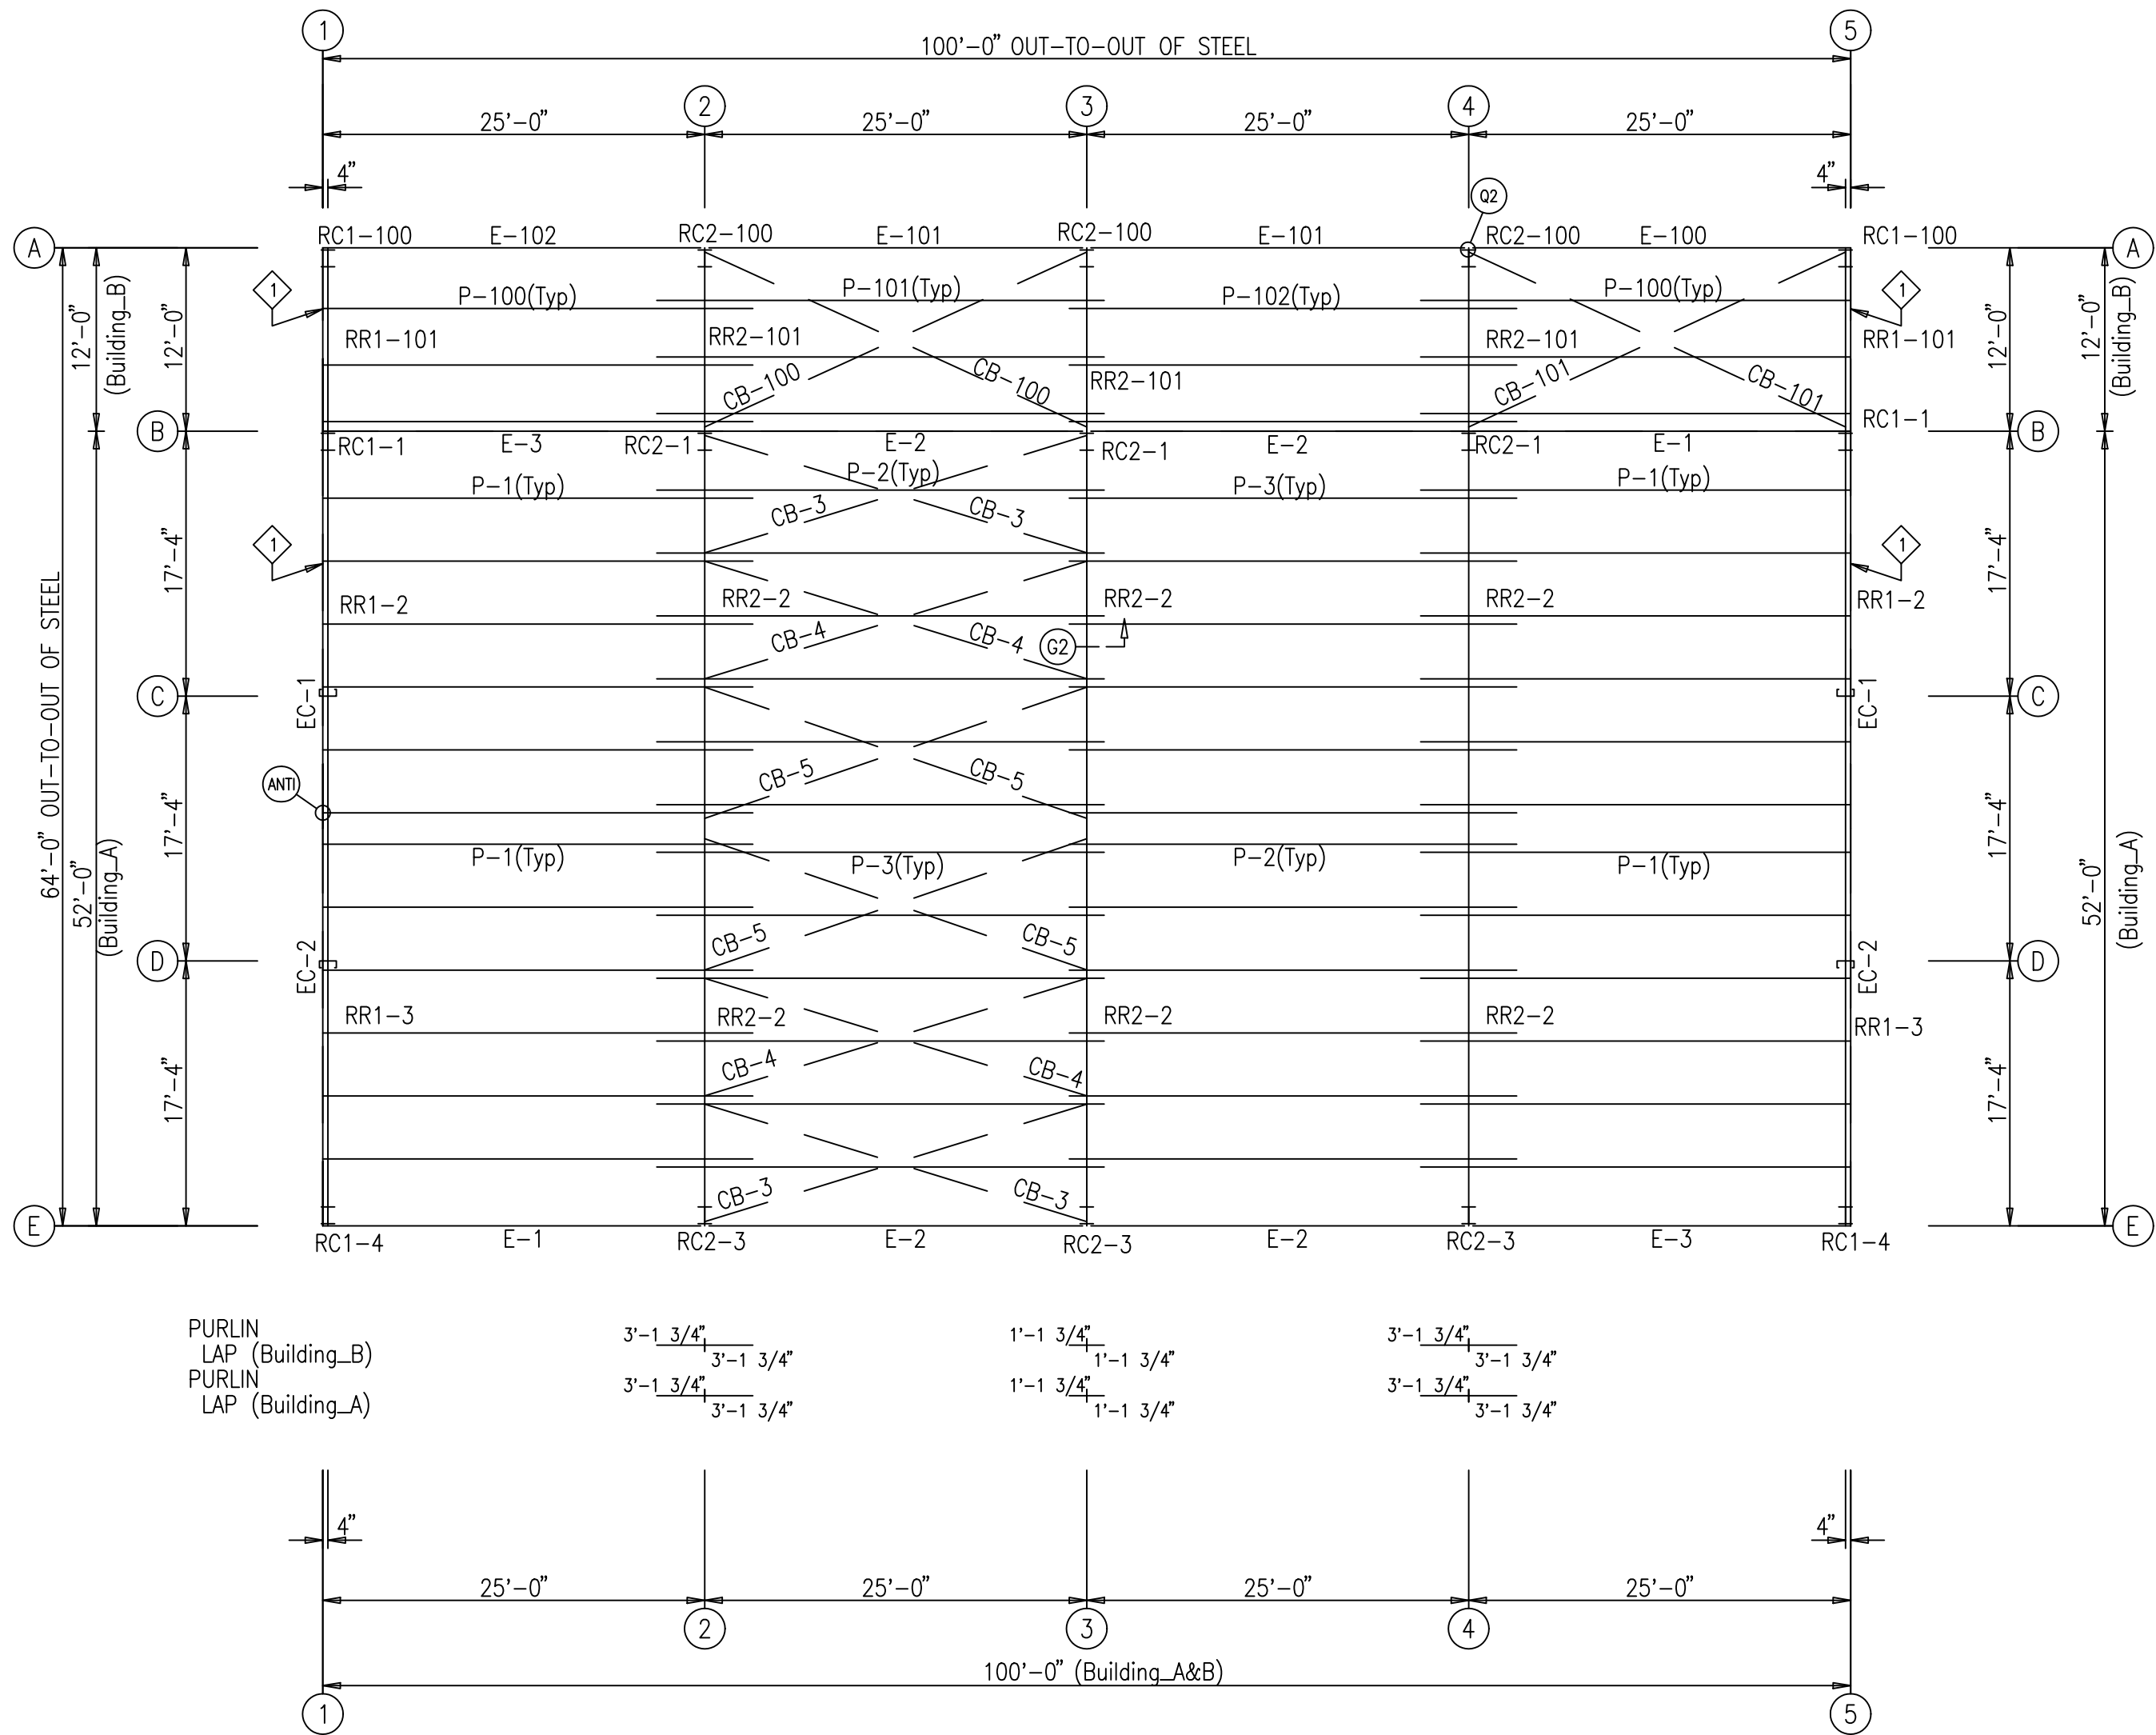 1
5
100'-0" OUT-TO-OUT OF STEEL
2
3
4
25'-0"
25'-0"
25'-0"
25'-0"
4"
4"
Q2
A
RC1-100
E-102
RC2-100
E-101
RC2-100
E-101
RC2-100
E-100
RC1-100
A
1
P-100(Typ)
P-101(Typ)
P-102(Typ)
P-100(Typ)
1
12'-0"
(Building_B)
12'-0"
RR1-101
RR2-101
RR2-101
RR1-101
12'-0"
12'-0"
(Building_B)
CB-100
CB-100
RR2-101
CB-101
CB-101
B
RC1-1
E-3
RC2-1
E-2
RC2-1
E-2
RC2-1
E-1
RC1-1
B
P-1(Typ)
P-2(Typ)
P-3(Typ)
P-1(Typ)
CB-3
CB-3
1
1
17'-4"
17'-4"
RR1-2
RR2-2
RR2-2
RR2-2
RR1-2
CB-4
CB-4
G2
64'-0" OUT-TO-OUT OF STEEL
C
EC-1
EC-1
C
ANTI
CB-5
CB-5
17'-4"
17'-4"
52'-0"
(Building_A)
52'-0"
(Building_A)
P-1(Typ)
P-3(Typ)
P-2(Typ)
P-1(Typ)
CB-5
CB-5
D
EC-2
EC-2
D
RR1-3
RR2-2
RR2-2
RR2-2
RR1-3
17'-4"
17'-4"
CB-4
CB-4
CB-3
CB-3
E
RC1-4
E-1
RC2-3
E-2
RC2-3
E-2
RC2-3
E-3
RC1-4
E
PURLIN
LAP (Building_B)
3'-1 3/4"
3'-1 3/4"
1'-1 3/4"
1'-1 3/4"
3'-1 3/4"
3'-1 3/4"
PURLIN
LAP (Building_A)
3'-1 3/4"
3'-1 3/4"
1'-1 3/4"
1'-1 3/4"
3'-1 3/4"
3'-1 3/4"
4"
4"
25'-0"
25'-0"
25'-0"
25'-0"
2
3
4
100'-0" (Building_A&B)
1
5